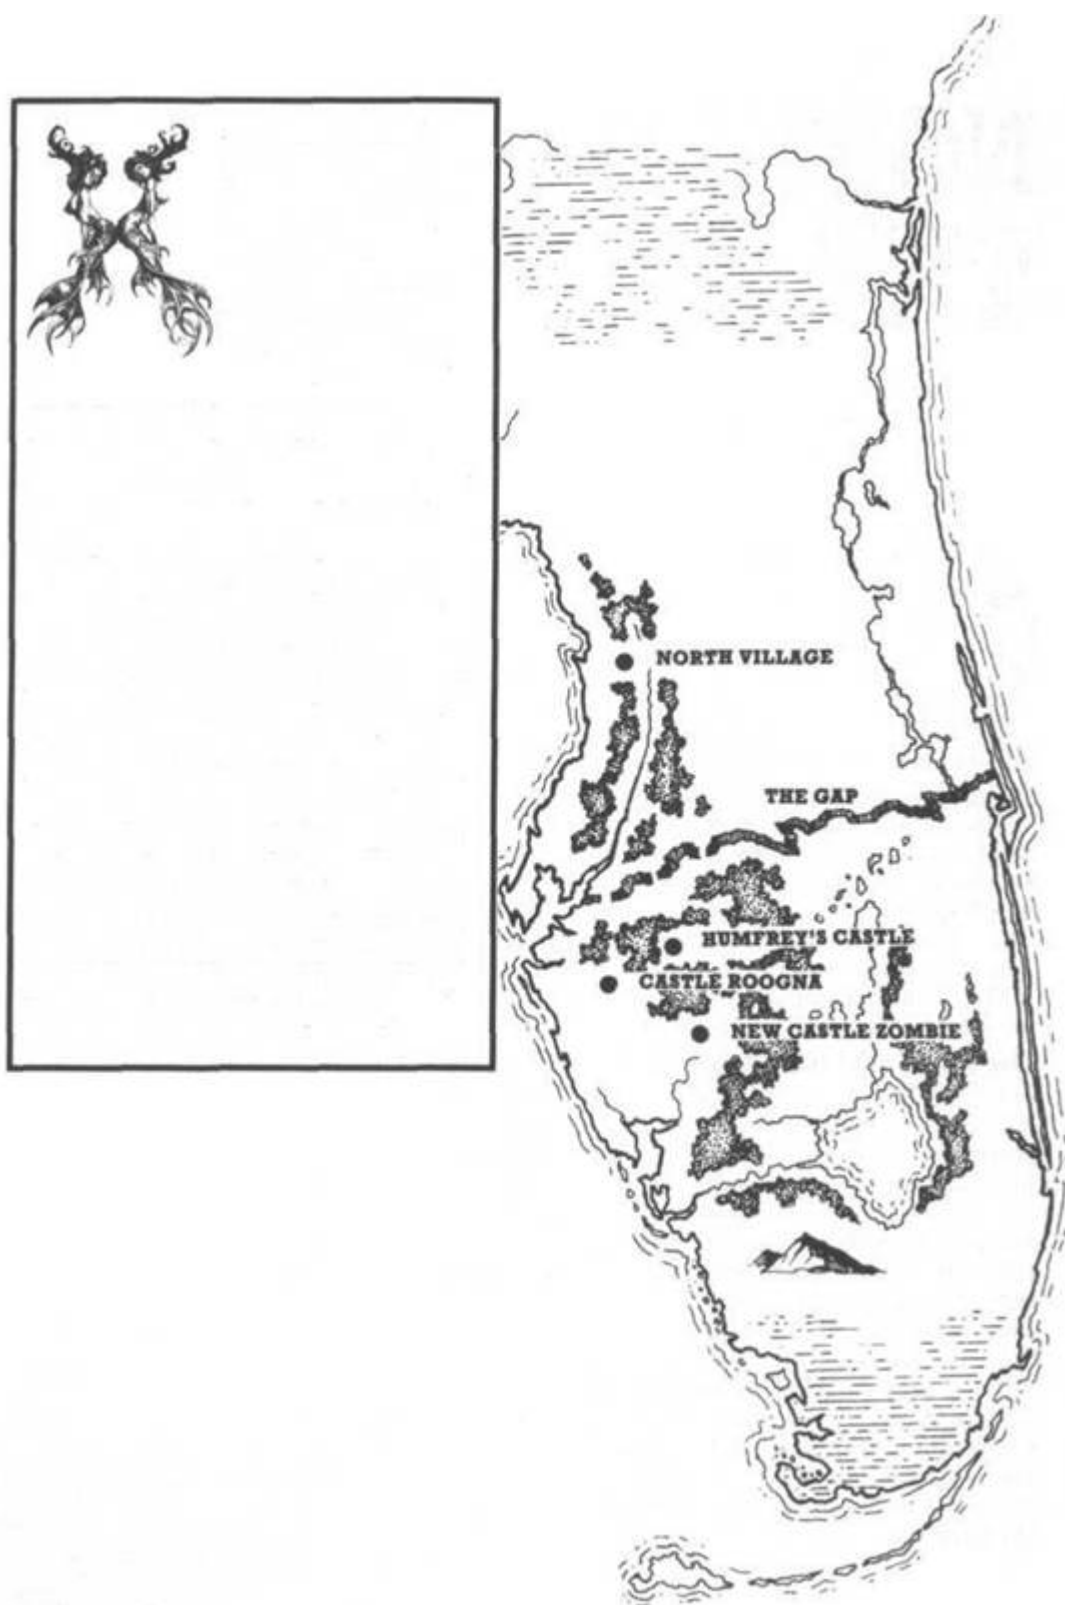 X
NORTH VILLAGE
THE GAP
HUMFREY'S CASTLE
CASTLE ROOGNA
NEW CASTLE ZOMBIE